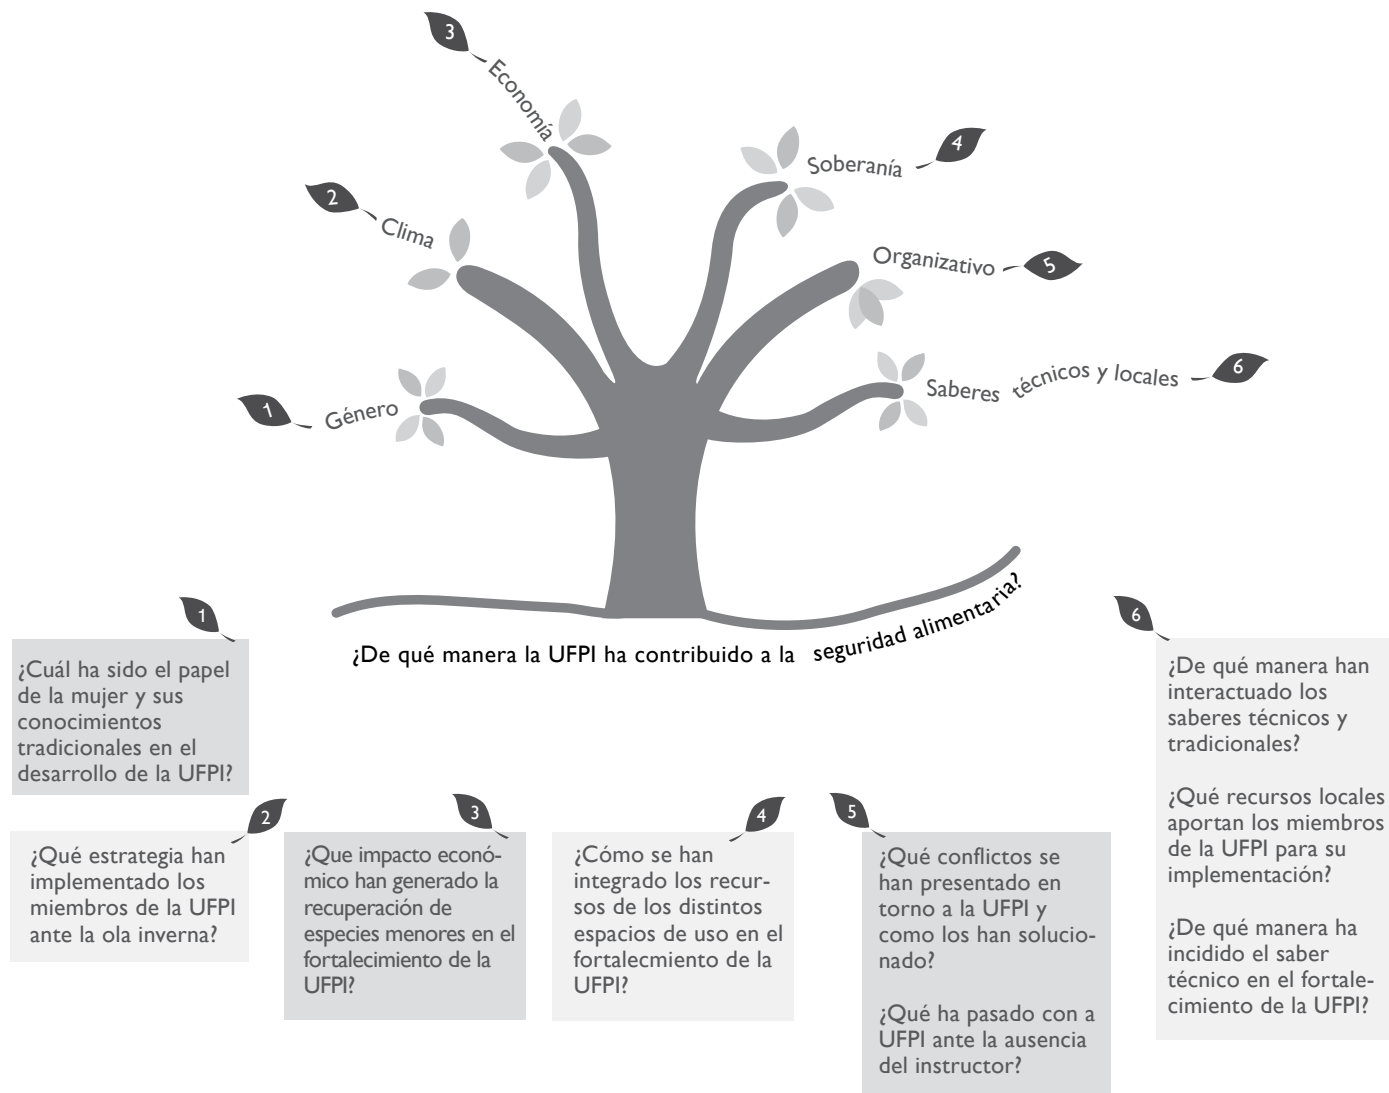 3
Economía
4
Soberanía
2
Clima
Organizativo
5
6
Saberes técnicos y locales
1
Género
¿De qué manera la UFPI ha contribuido a la seguridad alimentaria?
1
¿Cuál ha sido el papel
de la mujer y sus
conocimientos
tradicionales en el
desarrollo de la UFPI?
2
¿Qué estrategia han
implementado los
miembros de la UFPI
ante la ola inverna?
3
¿Que impacto econó-
mico han generado la
recuperación de
especies menores en el
fortalecimiento de la
UFPI?
4
¿Cómo se han
integrado los recur-
sos de los distintos
espacios de uso en el
fortalecmiento de la
UFPI?
5
¿Qué conflictos se
han presentado en
torno a la UFPI y
como los han solucio-
nado?
¿Qué ha pasado con a
UFPI ante la ausencia
del instructor?
6
¿De qué manera han
interactuado los
saberes técnicos y
tradicionales?
¿Qué recursos locales
aportan los miembros
de la UFPI para su
implementación?
¿De qué manera ha
incidido el saber
técnico en el fortale-
cimiento de la UFPI?